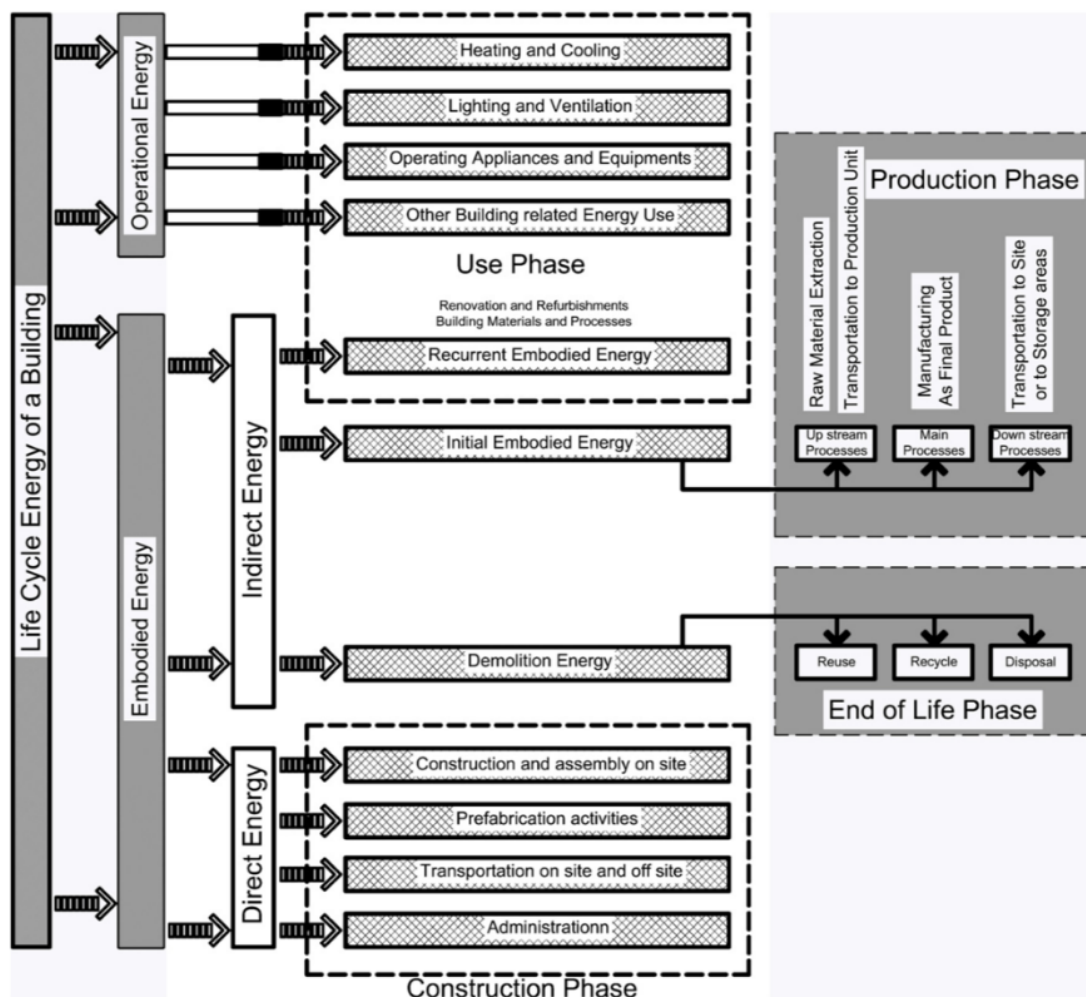 Life Cycle Energy of a Building
Operational Energy
Heating and Cooling
Lighting and Ventilation
Operating Appliances and Equipments
Other Building related Energy Use
Use Phase
Renovation and Refurbishments
Building Materials and Processes
Recurrent Embodied Energy
Embodied Energy
Indirect Energy
Initial Embodied Energy
Demolition Energy
Direct Energy
Construction and assembly on site
Prefabrication activities
Transportation on site and off site
Administrationn
Construction Phase
Production Phase
Raw Material Extraction
Transportation to Production Unit
Manufacturing
As Final Product
Transportation to Site
or to Storage areas
Up stream
Processes
Main
Processes
Down stream
Processes
Reuse
Recycle
Disposal
End of Life Phase